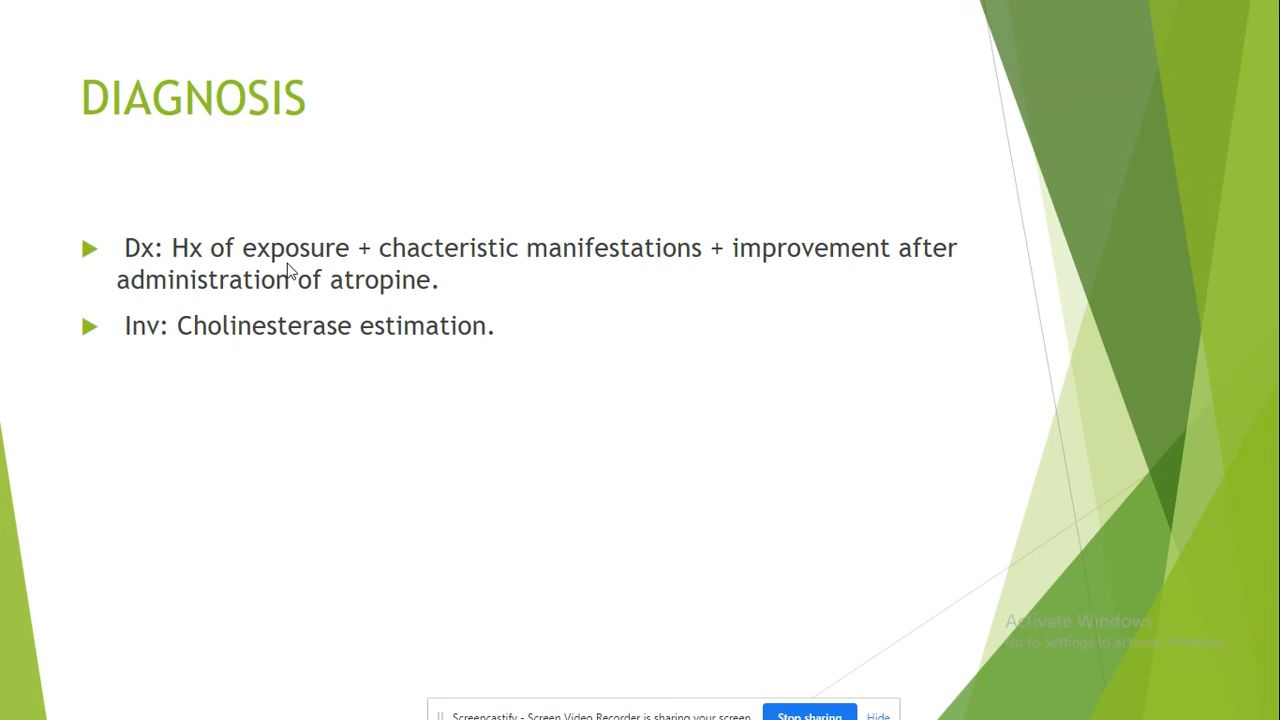 DIAGNOSIS
Dx: Hx of exposure + chacteristic manifestations + improvement after
administration of atropine.
Inv: Cholinesterase estimation.
Activate Windows
Go to Settings to activate Windows.
Screencastify - Screen Video Recorder is sharing your screen.
Stop sharing
Hide